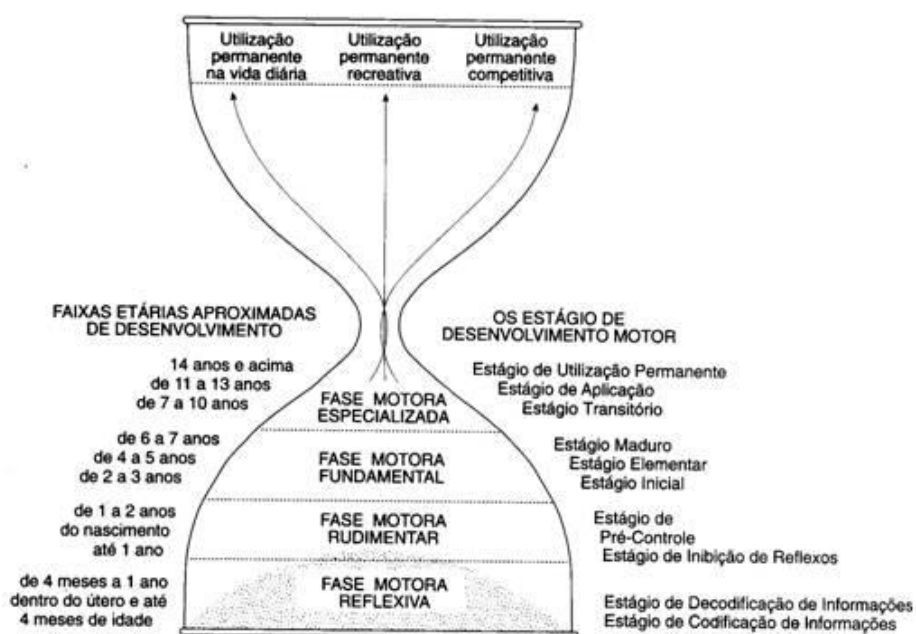 Utilização
permanente
na vida diária
Utilização
permanente
recreativa
Utilização
permanente
competitiva
FAIXAS ETÁRIAS APROXIMADAS
DE DESENVOLVIMENTO
OS ESTÁGIO DE
DESENVOLVIMENTO MOTOR
14 anos e acima
de 11 a 13 anos
de 7 a 10 anos
FASE MOTORA
ESPECIALIZADA
Estágio de Utilização Permanente
Estágio de Aplicação
Estágio Transitório
de 6 a 7 anos
de 4 a 5 anos
de 2 a 3 anos
FASE MOTORA
FUNDAMENTAL
Estágio Maduro
Estágio Elementar
Estágio Inicial
de 1 a 2 anos
do nascimento
até 1 ano
FASE MOTORA
RUDIMENTAR
Estágio de
Pré-Controle
Estágio de Inibição de Reflexos
de 4 meses a 1 ano
dentro do útero e até
4 meses de idade
FASE MOTORA
REFLEXIVA
Estágio de Decodificação de Informações
Estágio de Codificação de Informações